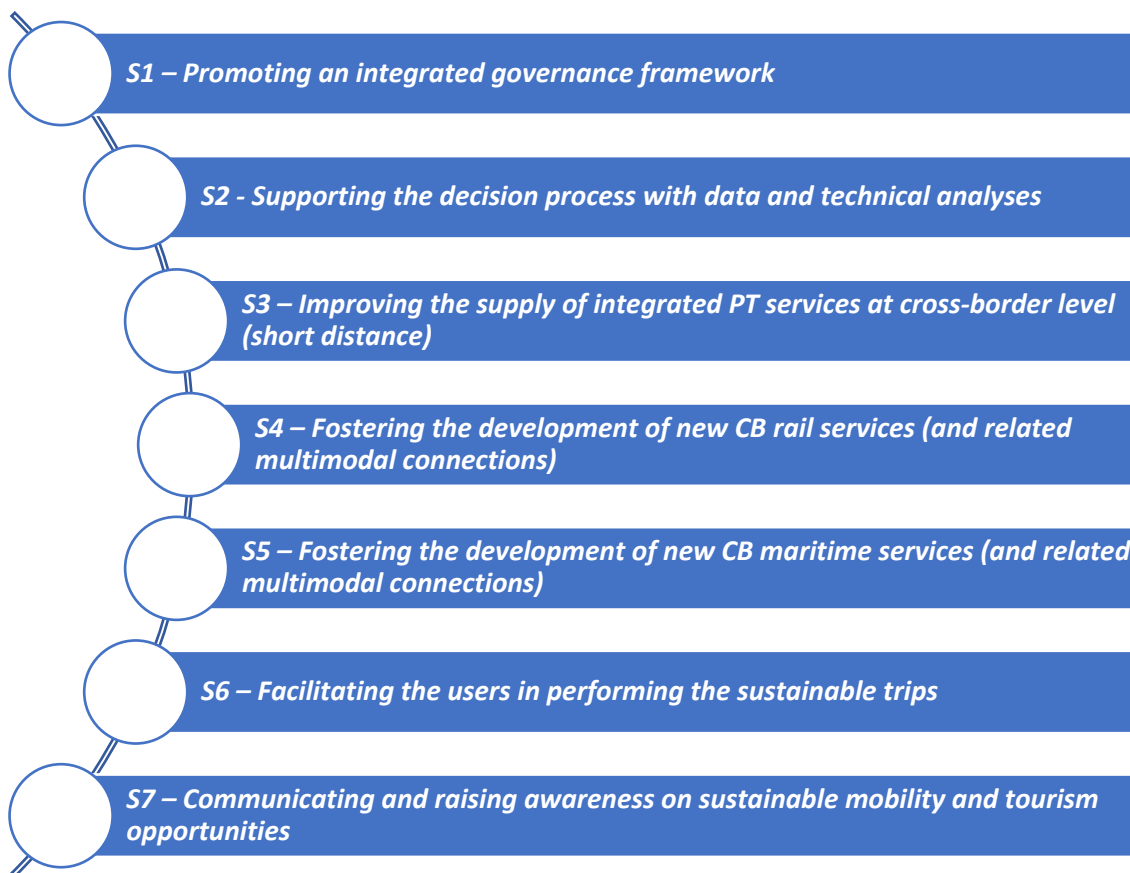 S1 – Promoting an integrated governance framework
S2 - Supporting the decision process with data and technical analyses
S3 – Improving the supply of integrated PT services at cross-border level
(short distance)
S4 – Fostering the development of new CB rail services (and related
multimodal connections)
S5 – Fostering the development of new CB maritime services (and related
multimodal connections)
S6 – Facilitating the users in performing the sustainable trips
S7 – Communicating and raising awareness on sustainable mobility and tourism
opportunities